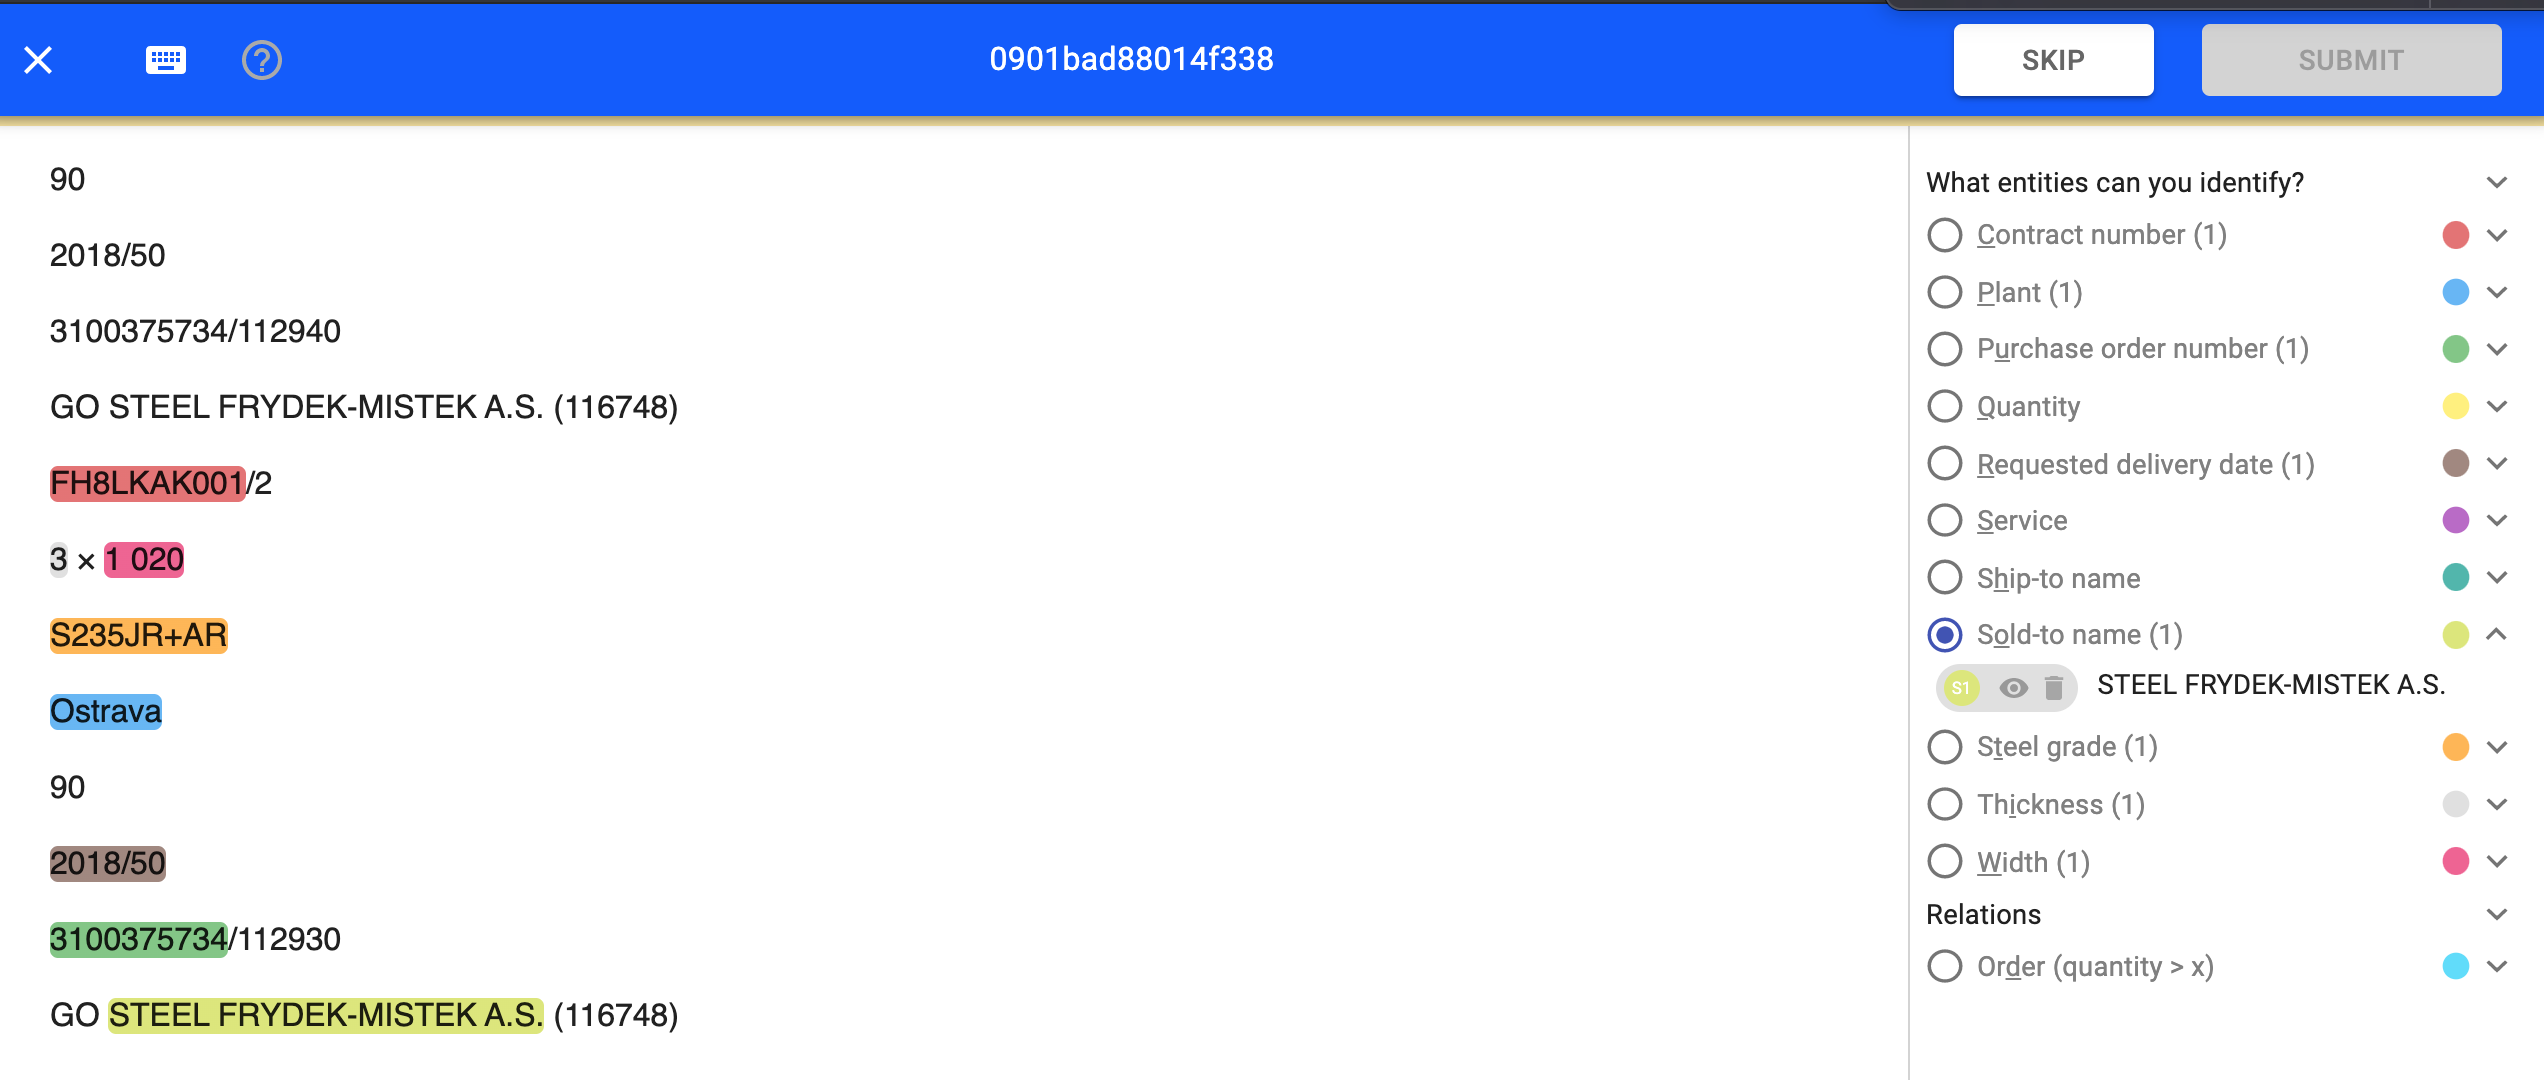 0901bad88014f338
SKIP
SUBMIT
90
2018/50
3100375734/112940
GO STEEL FRYDEK-MISTEK A.S. (116748)
FH8LKAK001/2
3 × 1 020
S235JR+AR
Ostrava
90
2018/50
3100375734/112930
GO STEEL FRYDEK-MISTEK A.S. (116748)
What entities can you identify?
Contract number (1)
Plant (1)
Purchase order number (1)
Quantity
Requested delivery date (1)
Service
Ship-to name
Sold-to name (1)
S1 STEEL FRYDEK-MISTEK A.S.
Steel grade (1)
Thickness (1)
Width (1)
Relations
Order (quantity > x)